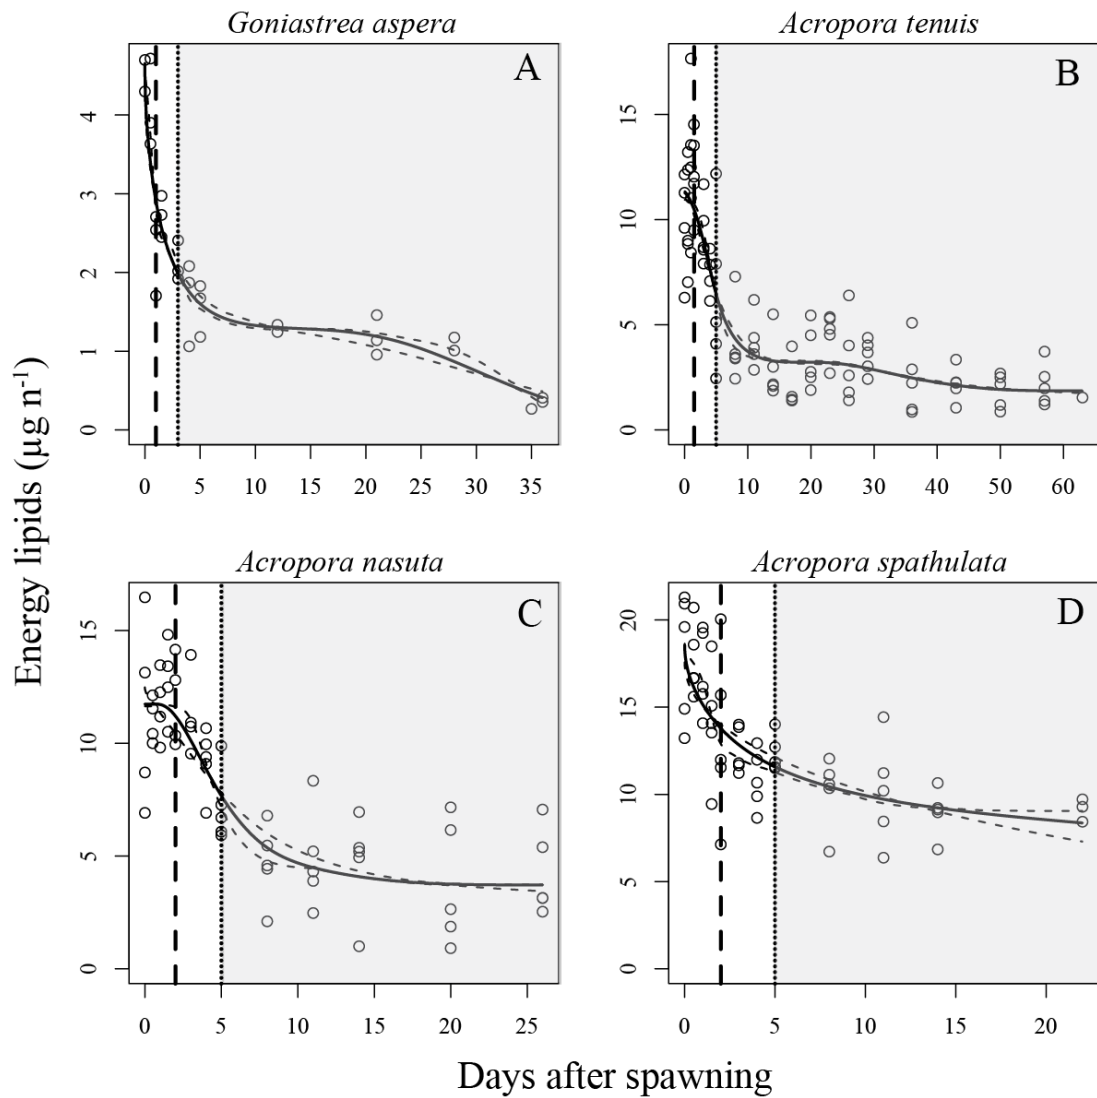 Goniastrea aspera
Acropora tenuis
A
B
0 1 2 3 4
0 5 10 15
0 5 10 15 20 25 30 35
0 10 20 30 40 50 60
Energy lipids (µg n⁻¹)
Acropora nasuta
Acropora spathulata
C
D
0 5 10 15
0 5 10 15 20
0 5 10 15 20 25
0 5 10 15 20
Days after spawning